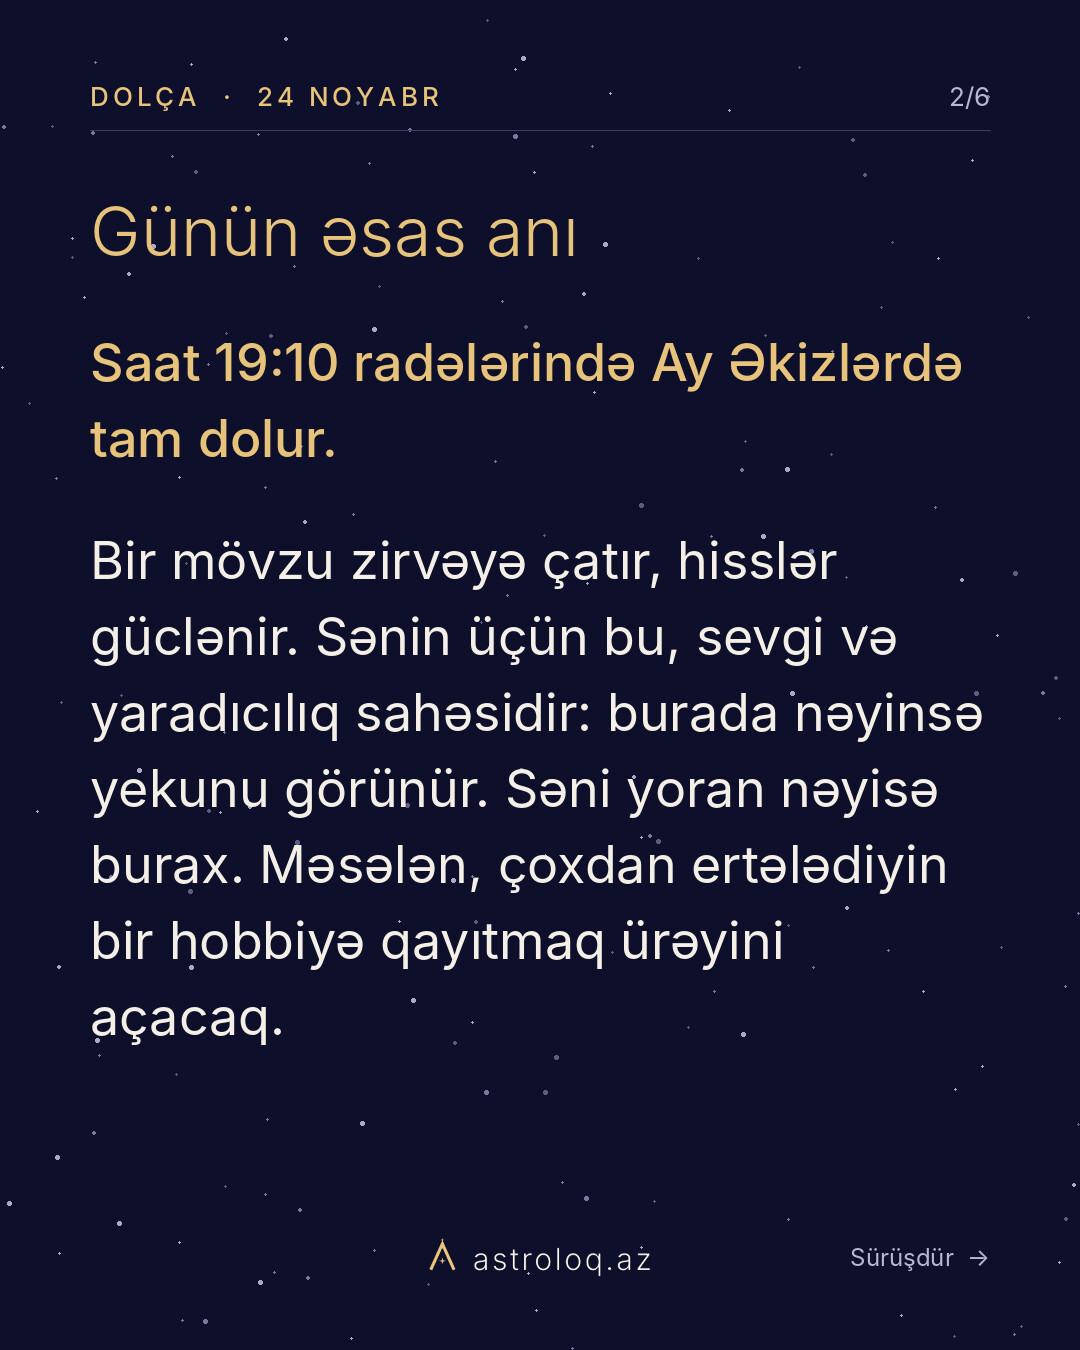 DOLÇA · 24 NOYABR
2/6
Günün əsas anı
Saat 19:10 radələrində Ay Əkizlərdə
tam dolur.
Bir mövzu zirvəyə çatır, hisslər
güclənir. Sənin üçün bu, sevgi və
yaradıcılıq sahəsidir: burada nəyinsə
yekunu görünür. Səni yoran nəyisə
burax. Məsələn, çoxdan ertələdiyin
bir hobbiyə qayıtmaq ürəyini
açacaq.
astroloq.az
Sürüşdür →